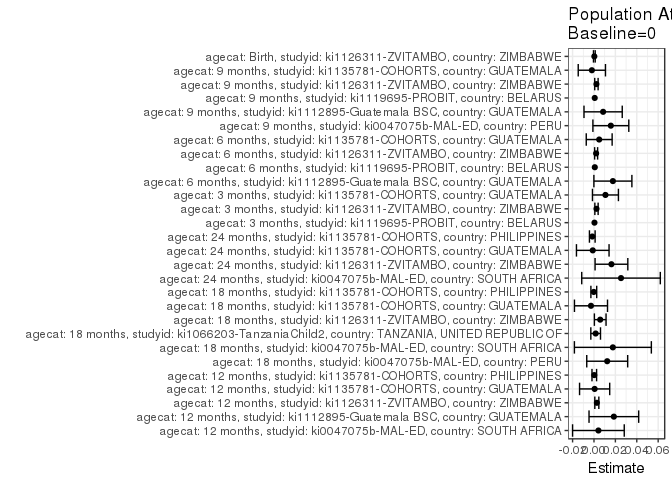 Population At
Baseline=0
agecat: Birth, studyid: ki1126311-ZVITAMBO, country: ZIMBABWE
agecat: 9 months, studyid: ki1135781-COHORTS, country: GUATEMALA
agecat: 9 months, studyid: ki1126311-ZVITAMBO, country: ZIMBABWE
agecat: 9 months, studyid: ki1119695-PROBIT, country: BELARUS
agecat: 9 months, studyid: ki1112895-Guatemala BSC, country: GUATEMALA
agecat: 9 months, studyid: ki0047075b-MAL-ED, country: PERU
agecat: 6 months, studyid: ki1135781-COHORTS, country: GUATEMALA
agecat: 6 months, studyid: ki1126311-ZVITAMBO, country: ZIMBABWE
agecat: 6 months, studyid: ki1119695-PROBIT, country: BELARUS
agecat: 6 months, studyid: ki1112895-Guatemala BSC, country: GUATEMALA
agecat: 3 months, studyid: ki1135781-COHORTS, country: GUATEMALA
agecat: 3 months, studyid: ki1126311-ZVITAMBO, country: ZIMBABWE
agecat: 3 months, studyid: ki1119695-PROBIT, country: BELARUS
agecat: 24 months, studyid: ki1135781-COHORTS, country: PHILIPPINES
agecat: 24 months, studyid: ki1135781-COHORTS, country: GUATEMALA
agecat: 24 months, studyid: ki1126311-ZVITAMBO, country: ZIMBABWE
agecat: 24 months, studyid: ki0047075b-MAL-ED, country: SOUTH AFRICA
agecat: 18 months, studyid: ki1135781-COHORTS, country: PHILIPPINES
agecat: 18 months, studyid: ki1135781-COHORTS, country: GUATEMALA
agecat: 18 months, studyid: ki1126311-ZVITAMBO, country: ZIMBABWE
agecat: 18 months, studyid: ki1066203-TanzaniaChild2, country: TANZANIA, UNITED REPUBLIC OF
agecat: 18 months, studyid: ki0047075b-MAL-ED, country: SOUTH AFRICA
agecat: 18 months, studyid: ki0047075b-MAL-ED, country: PERU
agecat: 12 months, studyid: ki1135781-COHORTS, country: PHILIPPINES
agecat: 12 months, studyid: ki1135781-COHORTS, country: GUATEMALA
agecat: 12 months, studyid: ki1126311-ZVITAMBO, country: ZIMBABWE
agecat: 12 months, studyid: ki1112895-Guatemala BSC, country: GUATEMALA
agecat: 12 months, studyid: ki0047075b-MAL-ED, country: SOUTH AFRICA
-0.02 0.00 0.02 0.04 0.06
Estimate